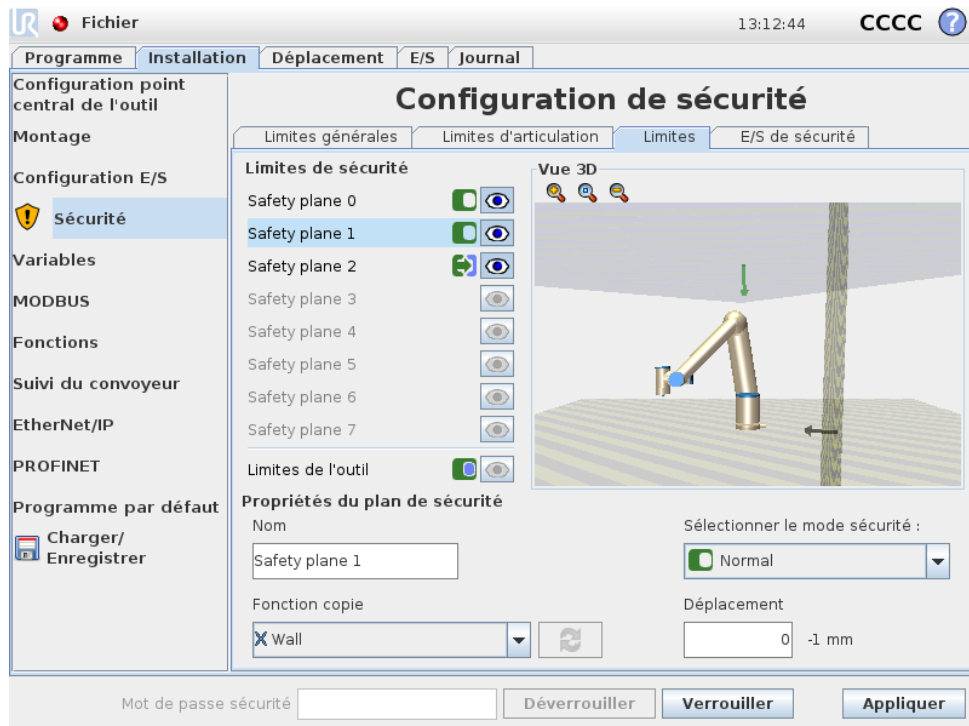 UR Fichier 13:12:44 CCCC ?
Programme Installation Déplacement E/S Journal
Configuration point
central de l'outil
Montage
Configuration E/S
Sécurité
Variables
MODBUS
Fonctions
Suivi du convoyeur
EtherNet/IP
PROFINET
Programme par défaut
Charger/
Enregistrer
Configuration de sécurité
Limites générales Limites d'articulation Limites E/S de sécurité
Limites de sécurité
Safety plane 0
Safety plane 1
Safety plane 2
Safety plane 3
Safety plane 4
Safety plane 5
Safety plane 6
Safety plane 7
Limites de l'outil
Vue 3D
Propriétés du plan de sécurité
Nom
Safety plane 1
Fonction copie
Wall
Sélectionner le mode sécurité :
Normal
Déplacement
0 -1 mm
Mot de passe sécurité Déverrouiller Verrouiller Appliquer